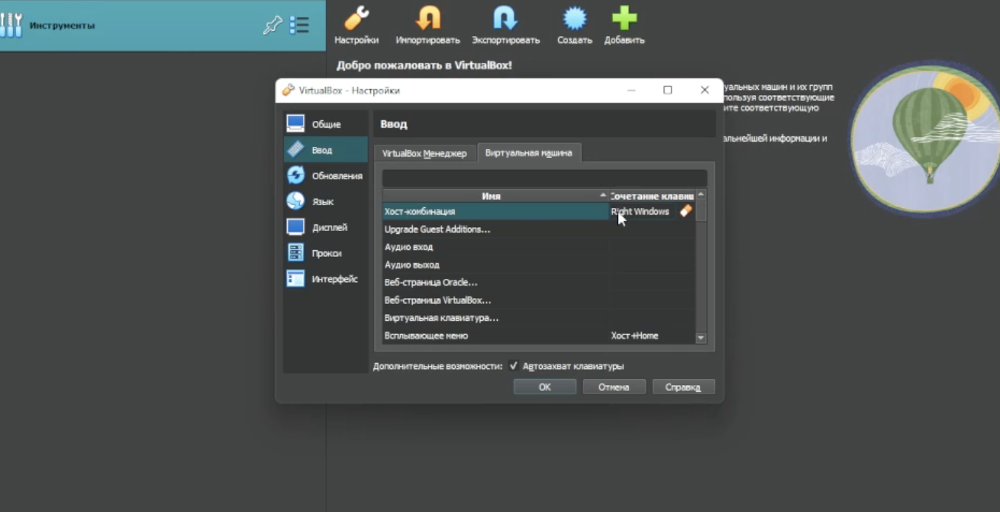 Инструменты
Настройки
Импортировать
Экспортировать
Создать
Добавить
Добро пожаловать в VirtualBox!
уальных машин и их групп
пользуя соответствующие
ите соответствующую
альнейшей информации и
VirtualBox - Настройки
Общие
Ввод
Обновления
Язык
Дисплей
Прокси
Интерфейс
Ввод
VirtualBox Менеджер
Виртуальная машина
Имя
Сочетание клавиш
Хост-комбинация
Right Windows
Upgrade Guest Additions...
Аудио вход
Аудио выход
Веб-страница Oracle...
Веб-страница VirtualBox...
Виртуальная клавиатура...
Всплывающее меню
Хост+Home
Дополнительные возможности:
Автозахват клавиатуры
OK
Отмена
Справка